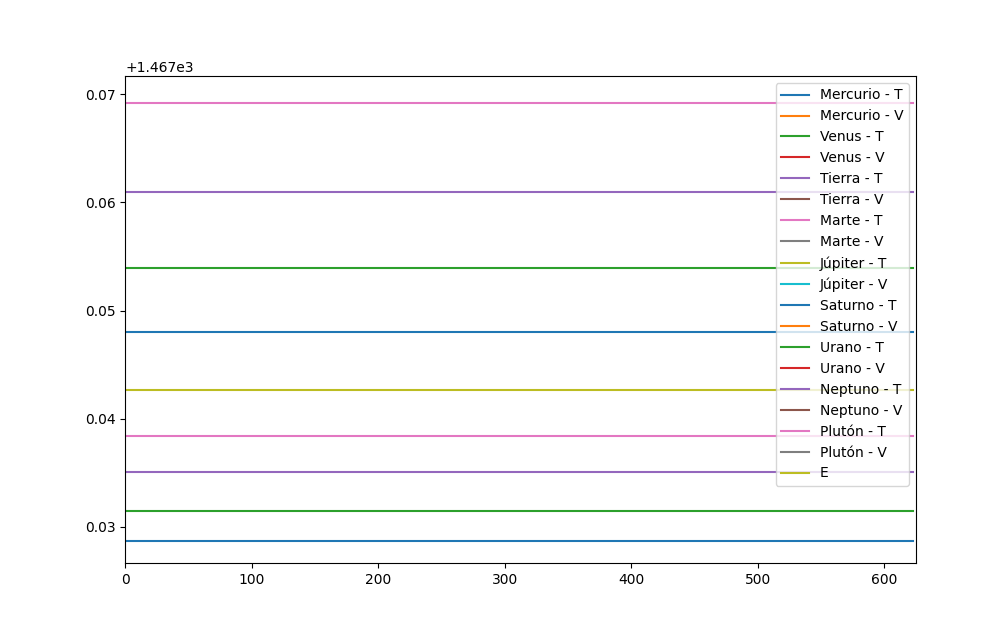 +1.467e3
0.07
0.06
0.05
0.04
0.03
0 100 200 300 400 500 600
Mercurio - T
Mercurio - V
Venus - T
Venus - V
Tierra - T
Tierra - V
Marte - T
Marte - V
Júpiter - T
Júpiter - V
Saturno - T
Saturno - V
Urano - T
Urano - V
Neptuno - T
Neptuno - V
Plutón - T
Plutón - V
E